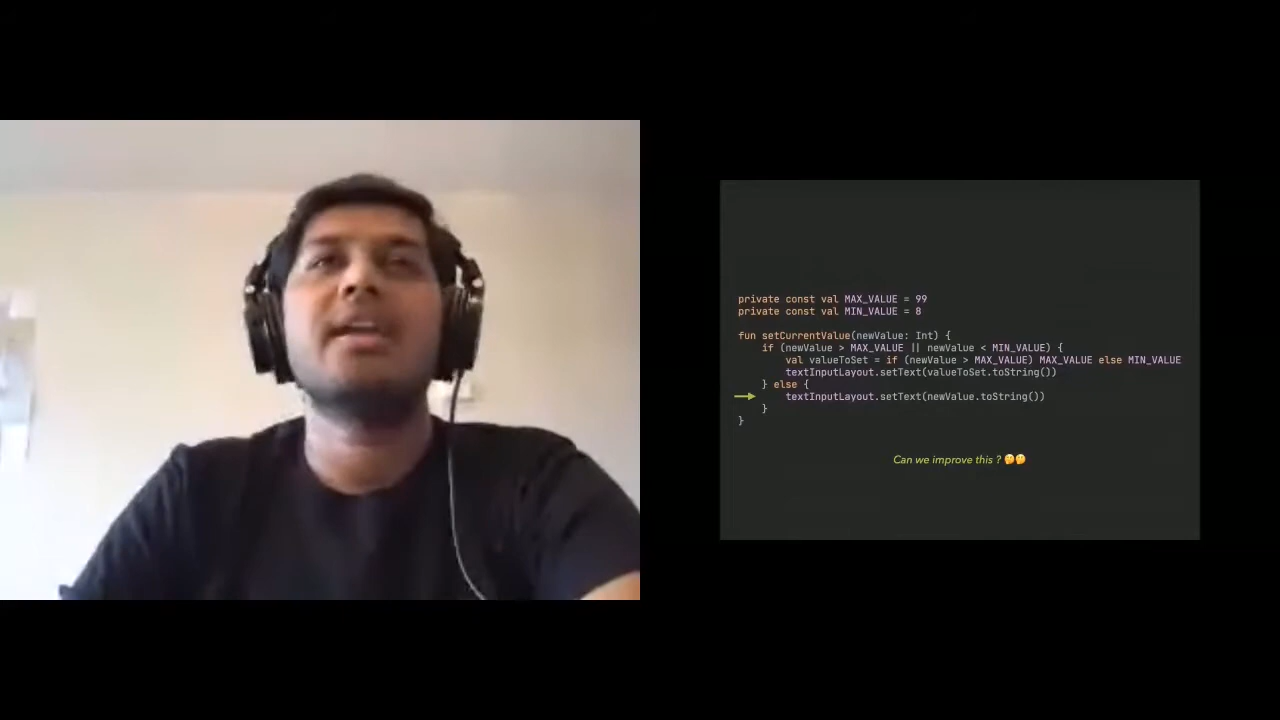 private const val MAX_VALUE = 99
private const val MIN_VALUE = 8
fun setCurrentValue(newValue: Int) {
if (newValue > MAX_VALUE || newValue < MIN_VALUE) {
val valueToSet = if (newValue > MAX_VALUE) MAX_VALUE else MIN_VALUE
textInputLayout.setText(valueToSet.toString())
} else {
textInputLayout.setText(newValue.toString())
}
}
Can we improve this ? 🤔🤔